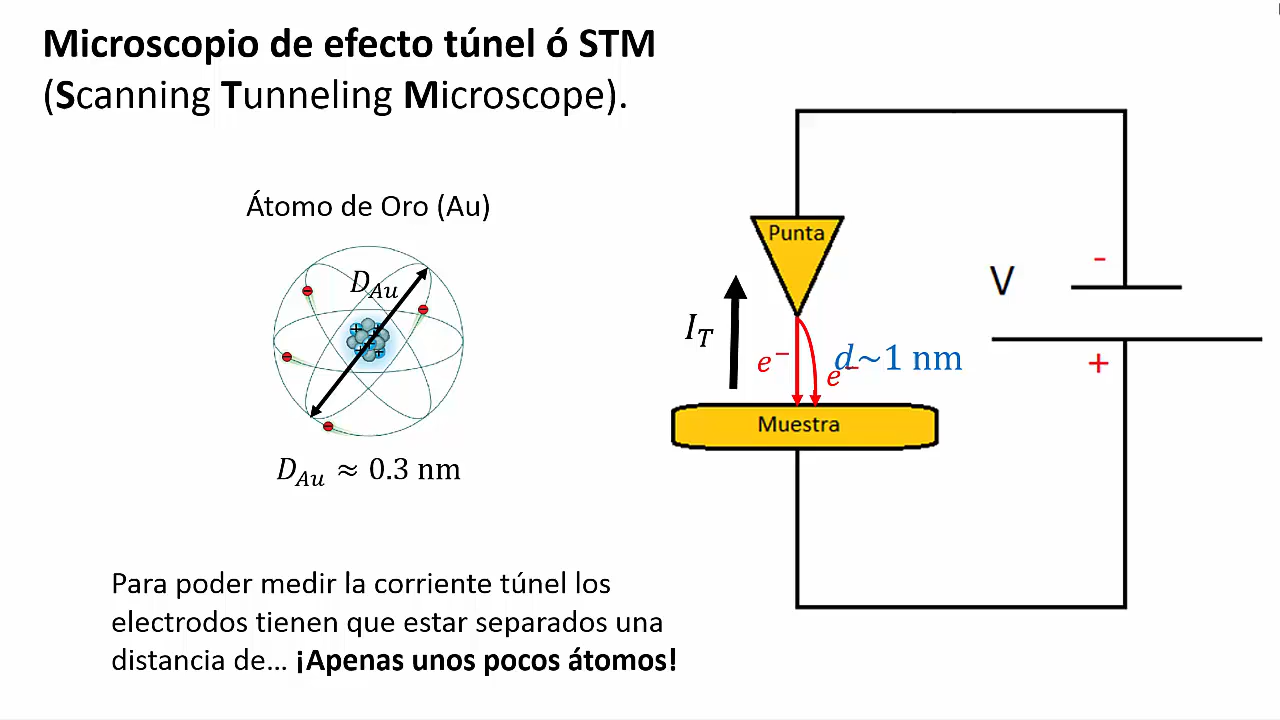 Microscopio de efecto túnel ó STM
(Scanning Tunneling Microscope).
Átomo de Oro (Au)
D_Au
D_Au ≈ 0.3 nm
Para poder medir la corriente túnel los
electrodos tienen que estar separados una
distancia de... ¡Apenas unos pocos átomos!
Punta
I_T
e⁻
e⁻
d~1 nm
Muestra
V
-
+